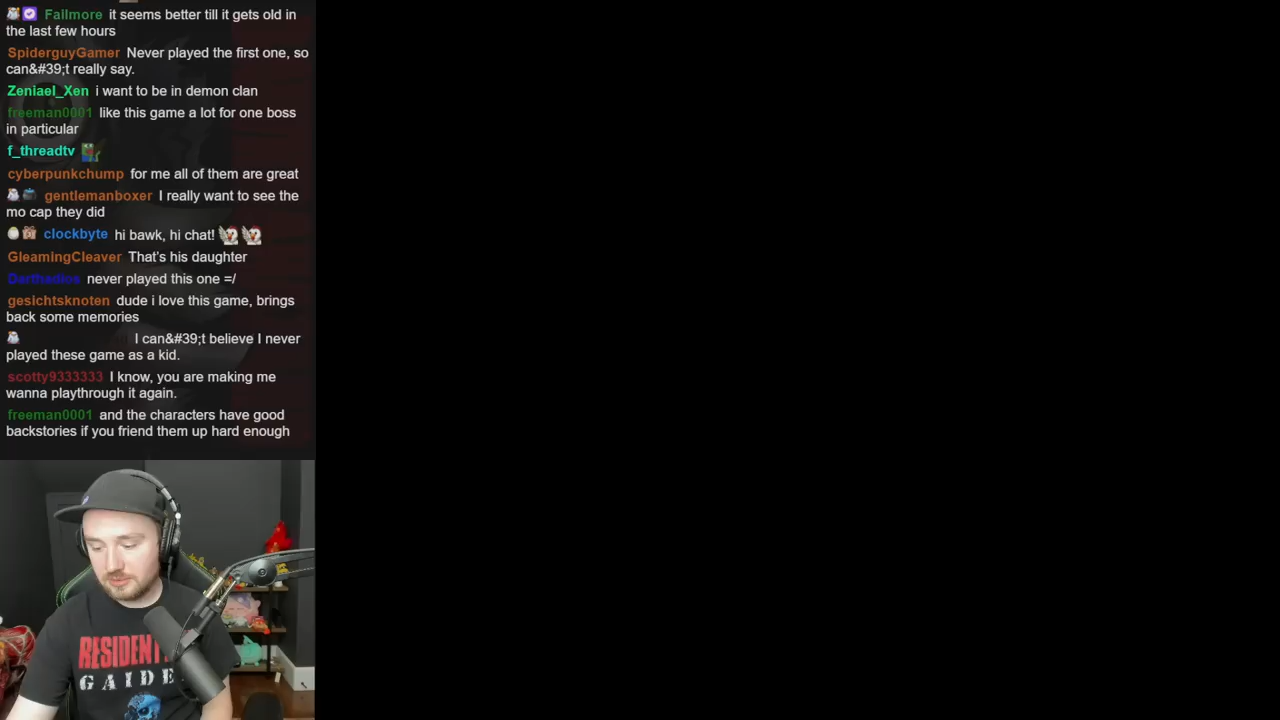 Failmore it seems better till it gets old in
the last few hours
SpiderguyGamer Never played the first one, so
can&#39;t really say.
Zeniael_Xen i want to be in demon clan
freeman0001 like this game a lot for one boss
in particular
f_threadtv
cyberpunkchump for me all of them are great
gentlemanboxer I really want to see the
mo cap they did
clockbyte hi bawk, hi chat!
GleamingCleaver That's his daughter
Darthadios never played this one =/
gesichtsknoten dude i love this game, brings
back some memories
I can&#39;t believe I never
played these game as a kid.
scotty9333333 I know, you are making me
wanna playthrough it again.
freeman0001 and the characters have good
backstories if you friend them up hard enough
RESIDENT
GAIDE